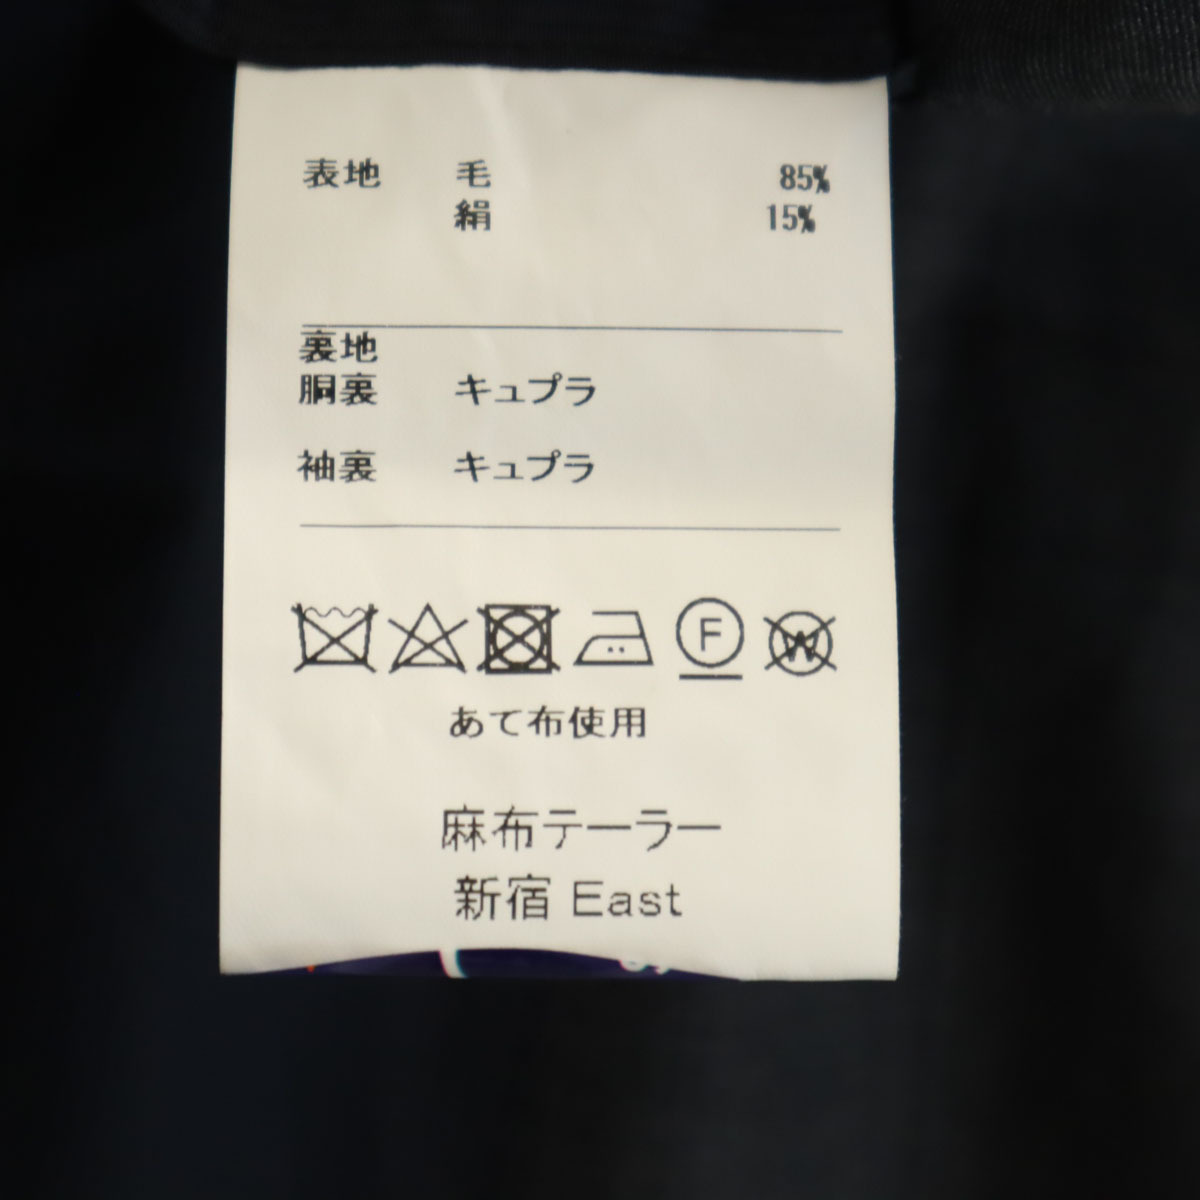 表地 毛 85%
絹 15%
裏地
胴裏 キュプラ
袖裏 キュプラ
F W
あて布使用
麻布テーラー
新宿 East